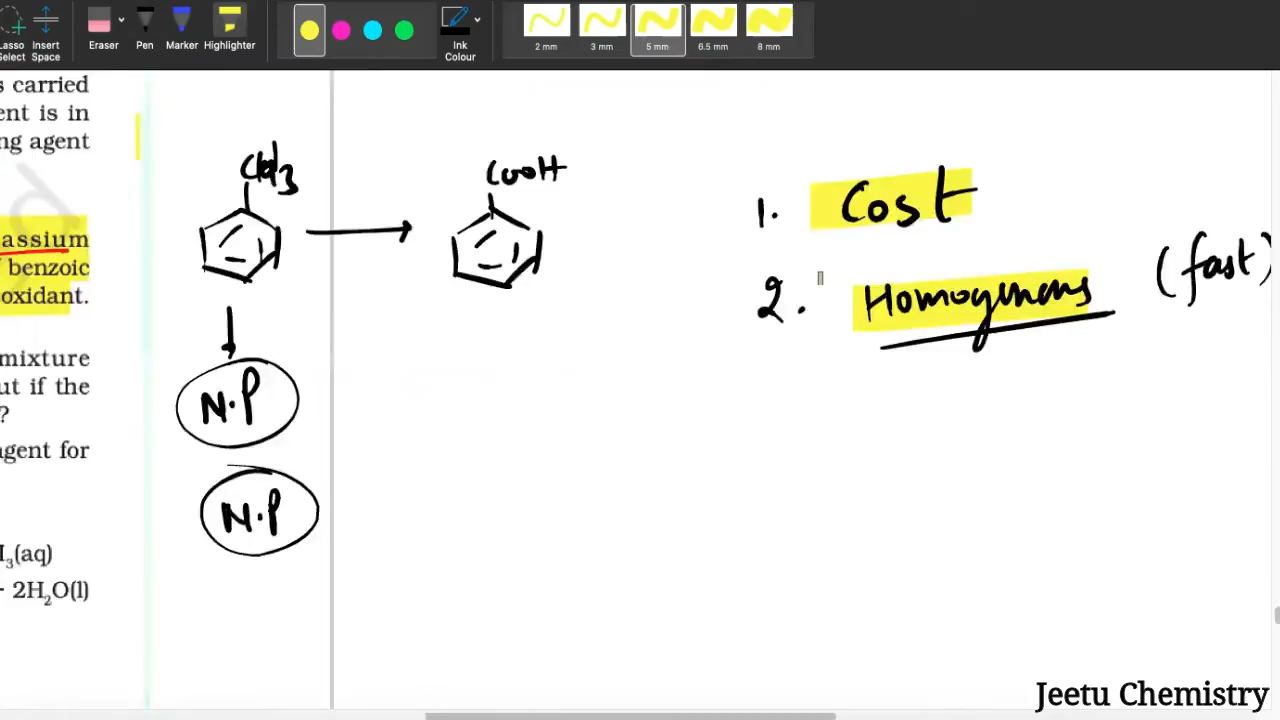 Lasso
Select
Insert
Space
Eraser
Pen
Marker
Highlighter
Ink
Colour
2 mm
3 mm
5 mm
6.5 mm
8 mm
s carried
ent is in
ng agent
assium
benzoic
oxidant.
mixture
ut if the
?
agent for
3(aq)
- 2H2O(l)
CH3
COOH
N.P
N.P
1. Cost
2. Homogenous (fast)
Jeetu Chemistry